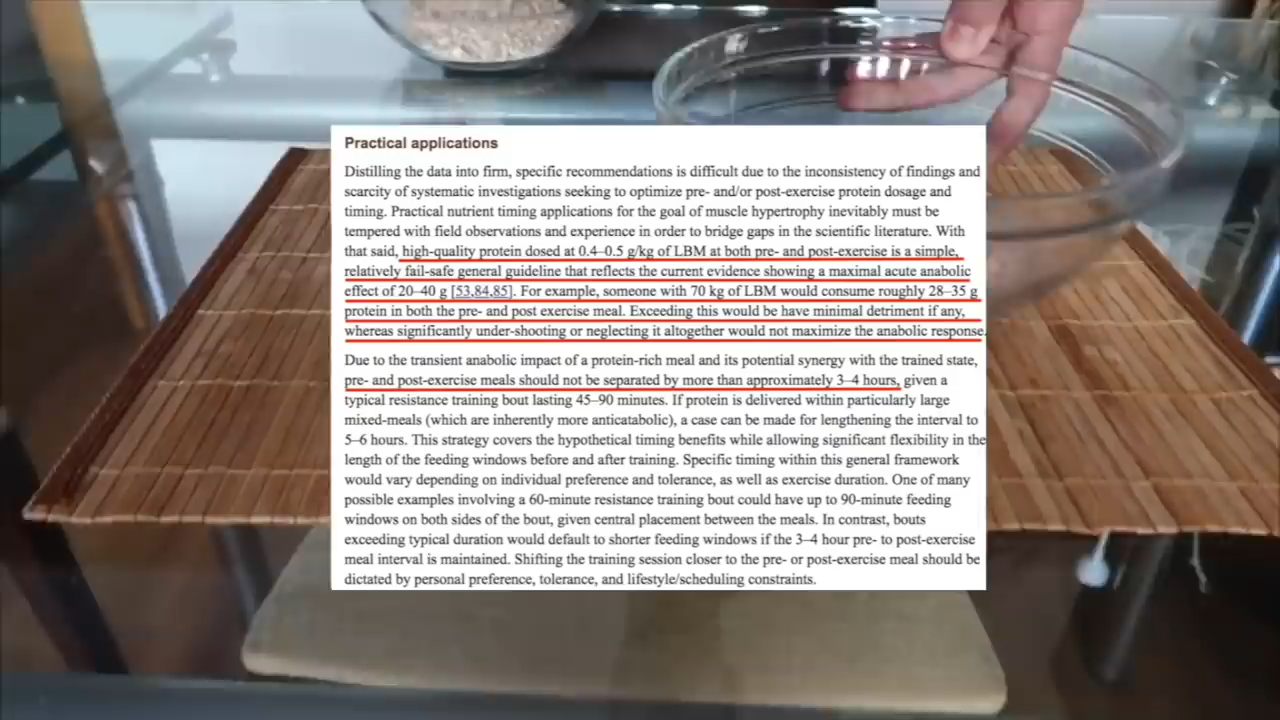 Practical applications
Distilling the data into firm, specific recommendations is difficult due to the inconsistency of findings and
scarcity of systematic investigations seeking to optimize pre- and/or post-exercise protein dosage and
timing. Practical nutrient timing applications for the goal of muscle hypertrophy inevitably must be
tempered with field observations and experience in order to bridge gaps in the scientific literature. With
that said, high-quality protein dosed at 0.4–0.5 g/kg of LBM at both pre- and post-exercise is a simple,
relatively fail-safe general guideline that reflects the current evidence showing a maximal acute anabolic
effect of 20–40 g [53,84,85]. For example, someone with 70 kg of LBM would consume roughly 28–35 g
protein in both the pre- and post exercise meal. Exceeding this would be have minimal detriment if any,
whereas significantly under-shooting or neglecting it altogether would not maximize the anabolic response.
Due to the transient anabolic impact of a protein-rich meal and its potential synergy with the trained state,
pre- and post-exercise meals should not be separated by more than approximately 3–4 hours, given a
typical resistance training bout lasting 45–90 minutes. If protein is delivered within particularly large
mixed-meals (which are inherently more anticatabolic), a case can be made for lengthening the interval to
5–6 hours. This strategy covers the hypothetical timing benefits while allowing significant flexibility in the
length of the feeding windows before and after training. Specific timing within this general framework
would vary depending on individual preference and tolerance, as well as exercise duration. One of many
possible examples involving a 60-minute resistance training bout could have up to 90-minute feeding
windows on both sides of the bout, given central placement between the meals. In contrast, bouts
exceeding typical duration would default to shorter feeding windows if the 3–4 hour pre- to post-exercise
meal interval is maintained. Shifting the training session closer to the pre- or post-exercise meal should be
dictated by personal preference, tolerance, and lifestyle/scheduling constraints.